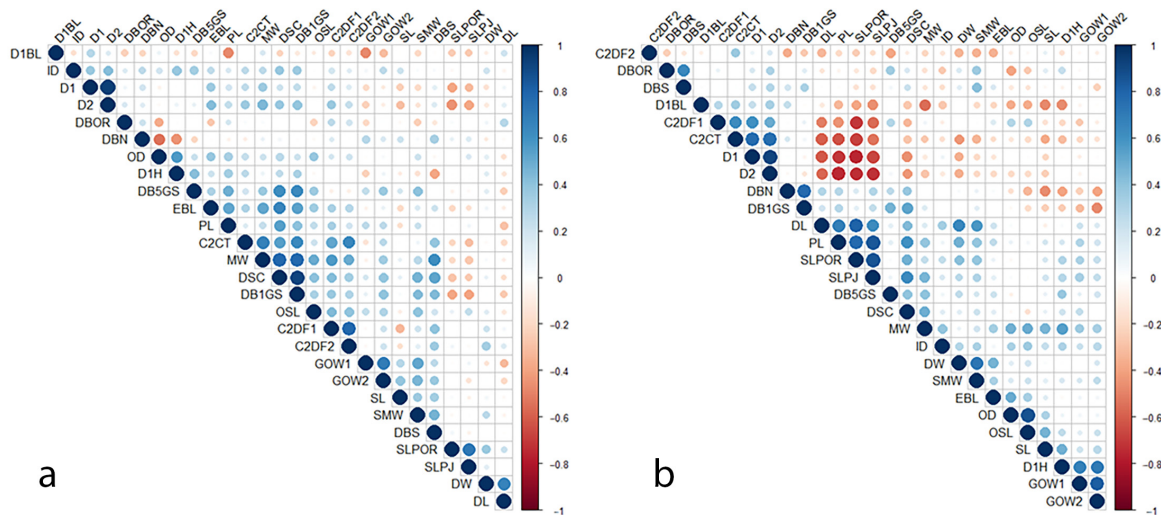 D1BL ID D1 D2 DBOR DBN OD D1H DB5GS EBL PL C2CT MW DSC DB1GS OSL C2DF1 C2DF2 GOW1 GOW2 SL SMW DBS SLPOR SLPJ DW DL
D1BL
ID
D1
D2
DBOR
DBN
OD
D1H
DB5GS
EBL
PL
C2CT
MW
DSC
DB1GS
OSL
C2DF1
C2DF2
GOW1
GOW2
SL
SMW
DBS
SLPOR
SLPJ
DW
DL
1
0.8
0.6
0.4
0.2
0
-0.2
-0.4
-0.6
-0.8
-1
a
C2DF2 DBOR DBS D1BL C2DF1 C2CT D1 D2 DBN DB1GS DL PL SLPOR SLPJ DB5GS DSC MW ID DW SMW EBL OD OSL SL D1H GOW1 GOW2
C2DF2
DBOR
DBS
D1BL
C2DF1
C2CT
D1
D2
DBN
DB1GS
DL
PL
SLPOR
SLPJ
DB5GS
DSC
MW
ID
DW
SMW
EBL
OD
OSL
SL
D1H
GOW1
GOW2
1
0.8
0.6
0.4
0.2
0
-0.2
-0.4
-0.6
-0.8
-1
b